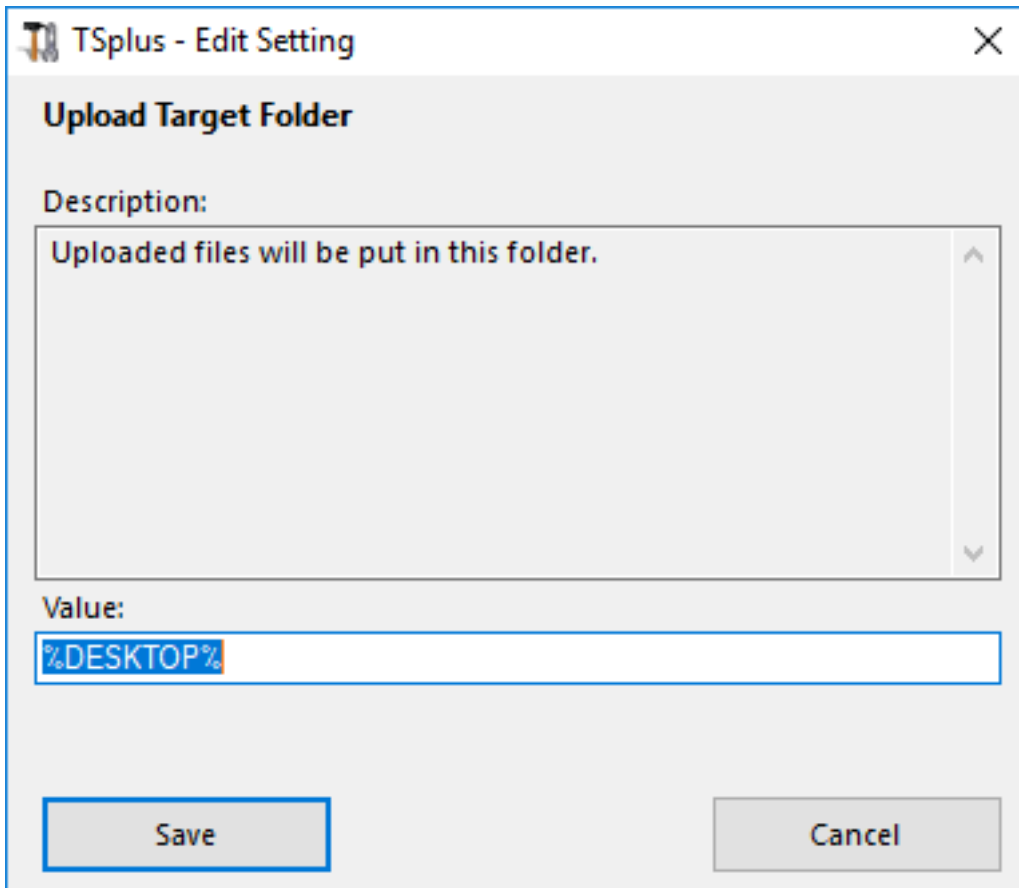 TSplus - Edit Setting
Upload Target Folder
Description:
Uploaded files will be put in this folder.
Value:
%DESKTOP%
Save
Cancel